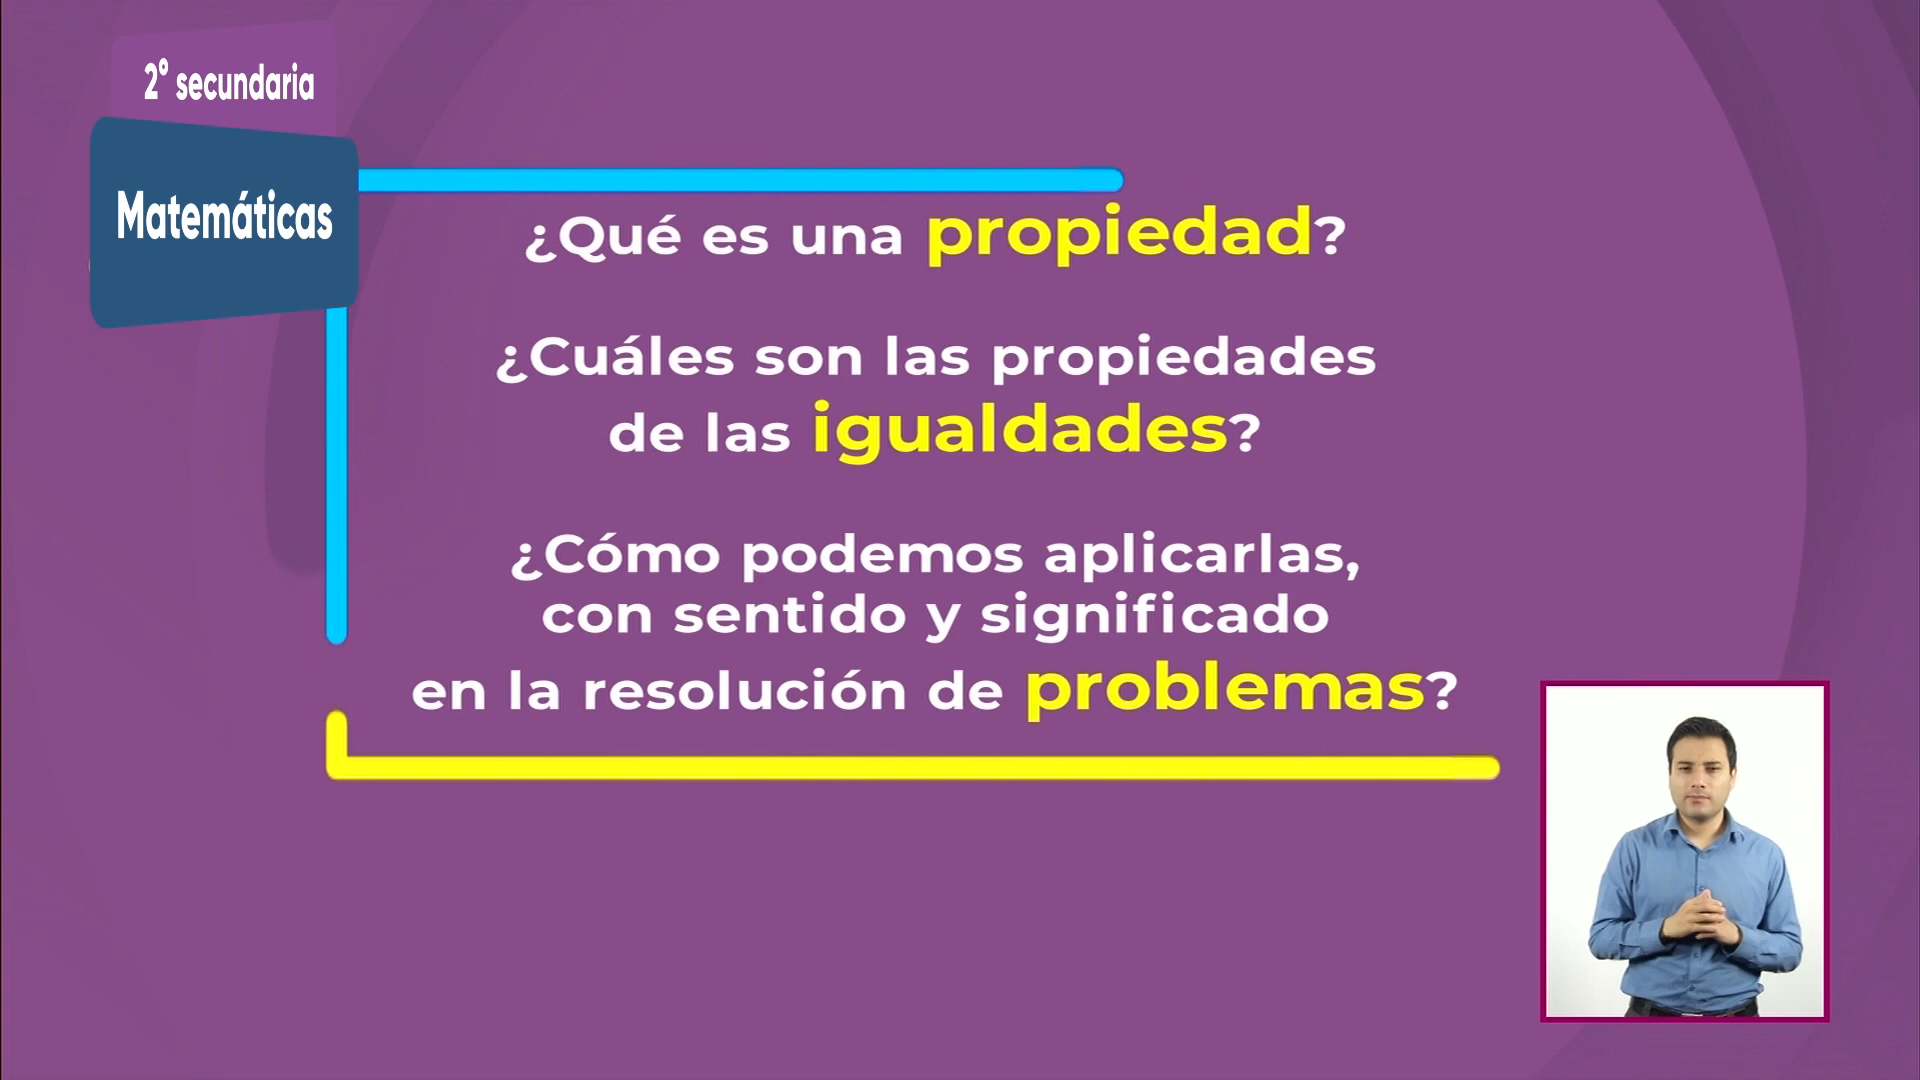 2° secundaria
Matemáticas
¿Qué es una propiedad?
¿Cuáles son las propiedades
de las igualdades?
¿Cómo podemos aplicarlas,
con sentido y significado
en la resolución de problemas?